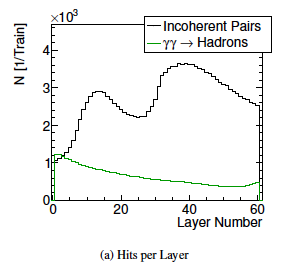 ×10³
Incoherent Pairs
γγ → Hadrons
N [1/Train]
4
3
2
1
0
0 20 40 60
Layer Number
(a) Hits per Layer